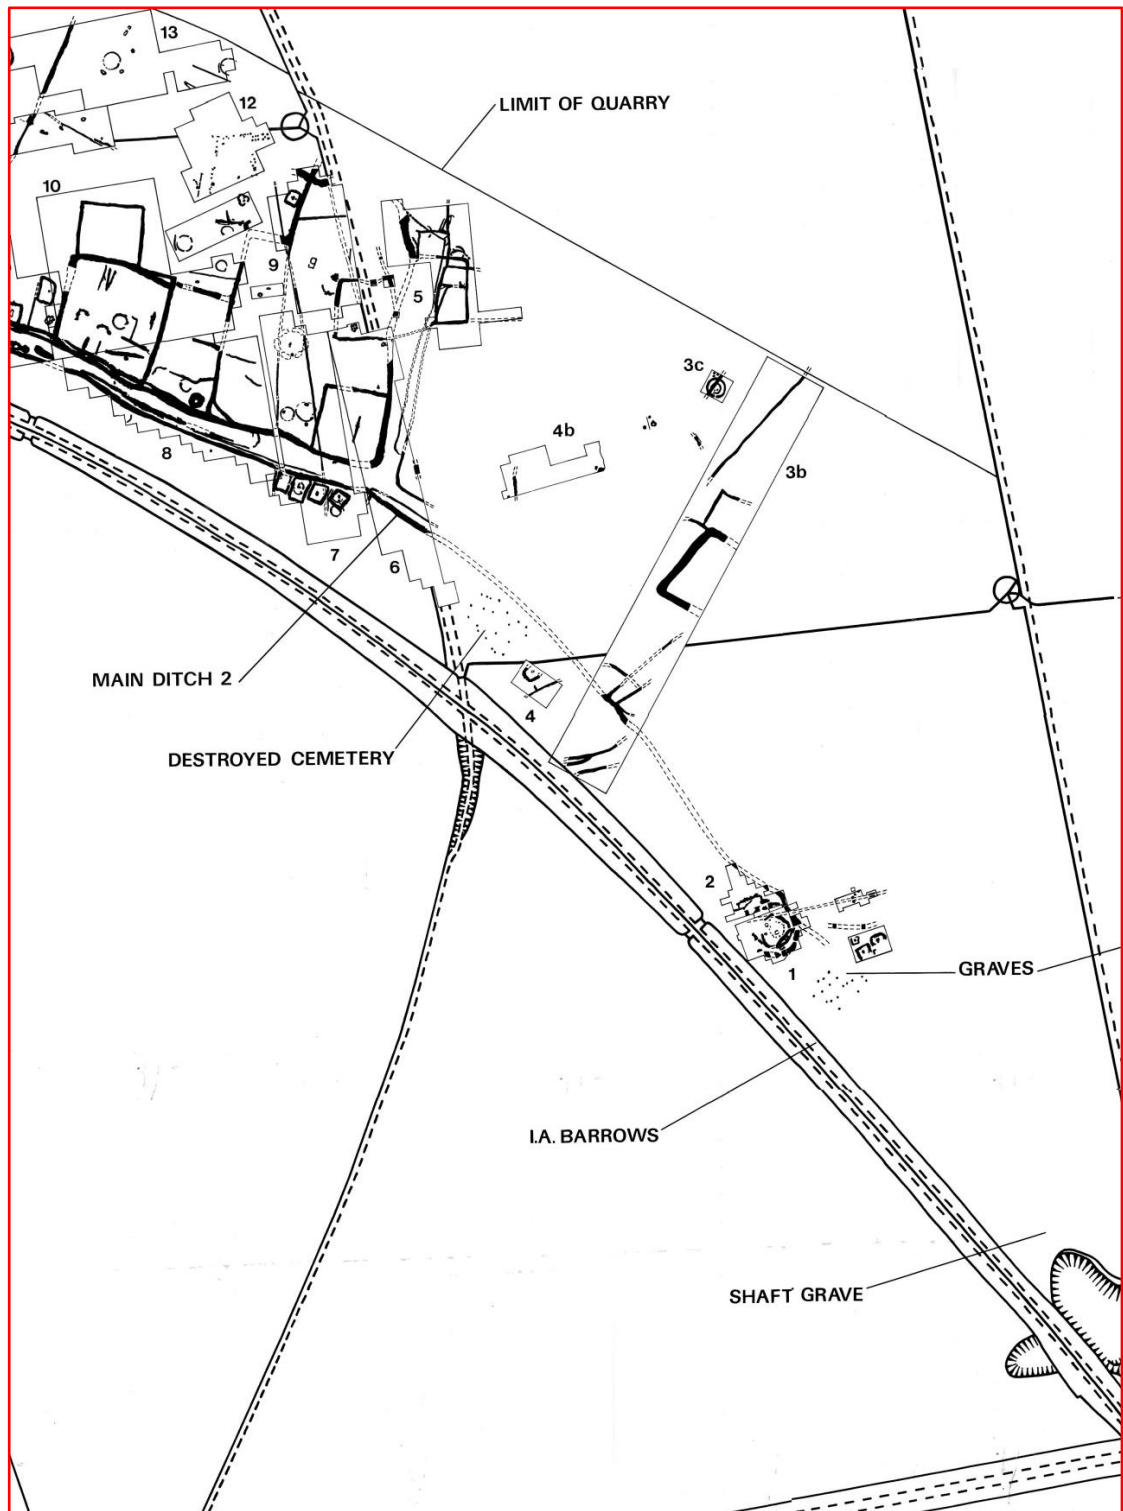 13
LIMIT OF QUARRY
12
10
9
5
3c
4b
3b
8
7
6
MAIN DITCH 2
4
DESTROYED CEMETERY
2
1
GRAVES
I.A. BARROWS
SHAFT GRAVE